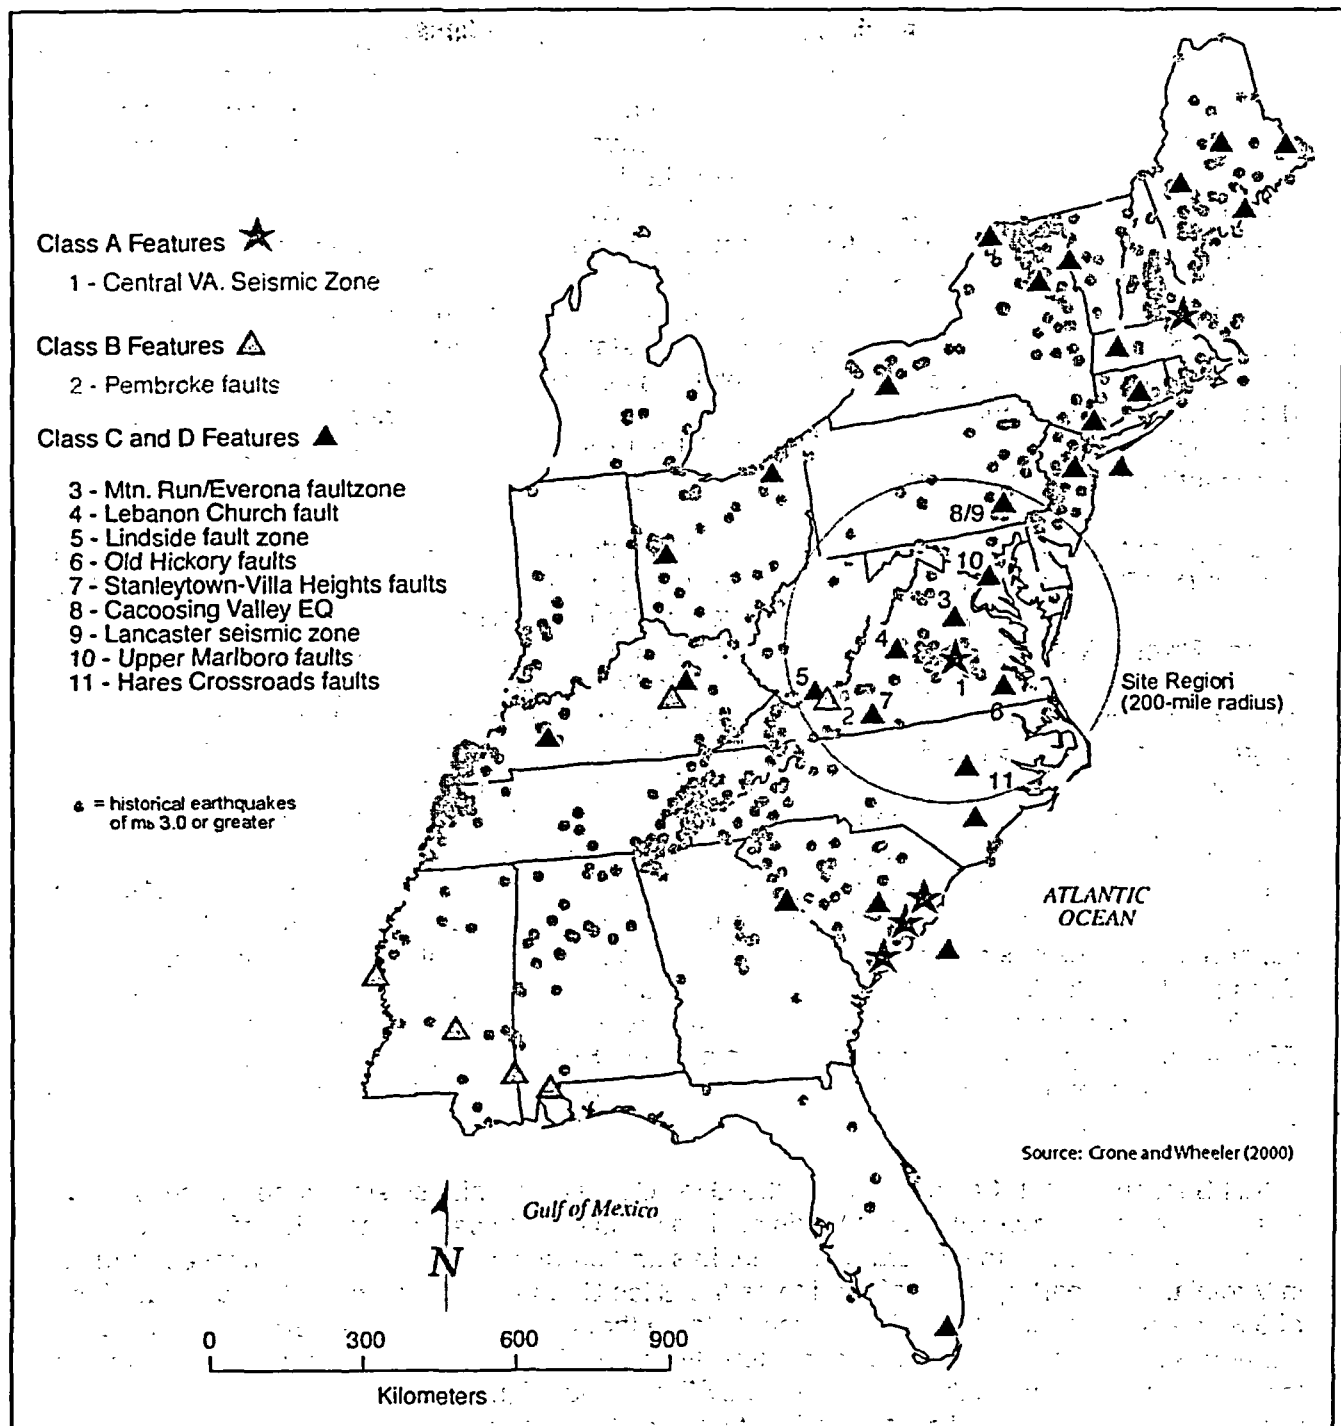 Class A Features
1 - Central VA. Seismic Zone
Class B Features
2 - Pembroke faults
Class C and D Features
3 - Mtn. Run/Everona faultzone
4 - Lebanon Church fault
5 - Lindside fault zone
6 - Old Hickory faults
7 - Stanleytown-Villa Heights faults
8 - Cacoosing Valley EQ
9 - Lancaster seismic zone
10 - Upper Marlboro faults
11 - Hares Crossroads faults
= historical earthquakes
of mb 3.0 or greater
8/9
10
3
4
5
2
7
1
6
11
Site Region
(200-mile radius)
ATLANTIC
OCEAN
Source: Crone and Wheeler (2000)
Gulf of Mexico
N
0 300 600 900
Kilometers